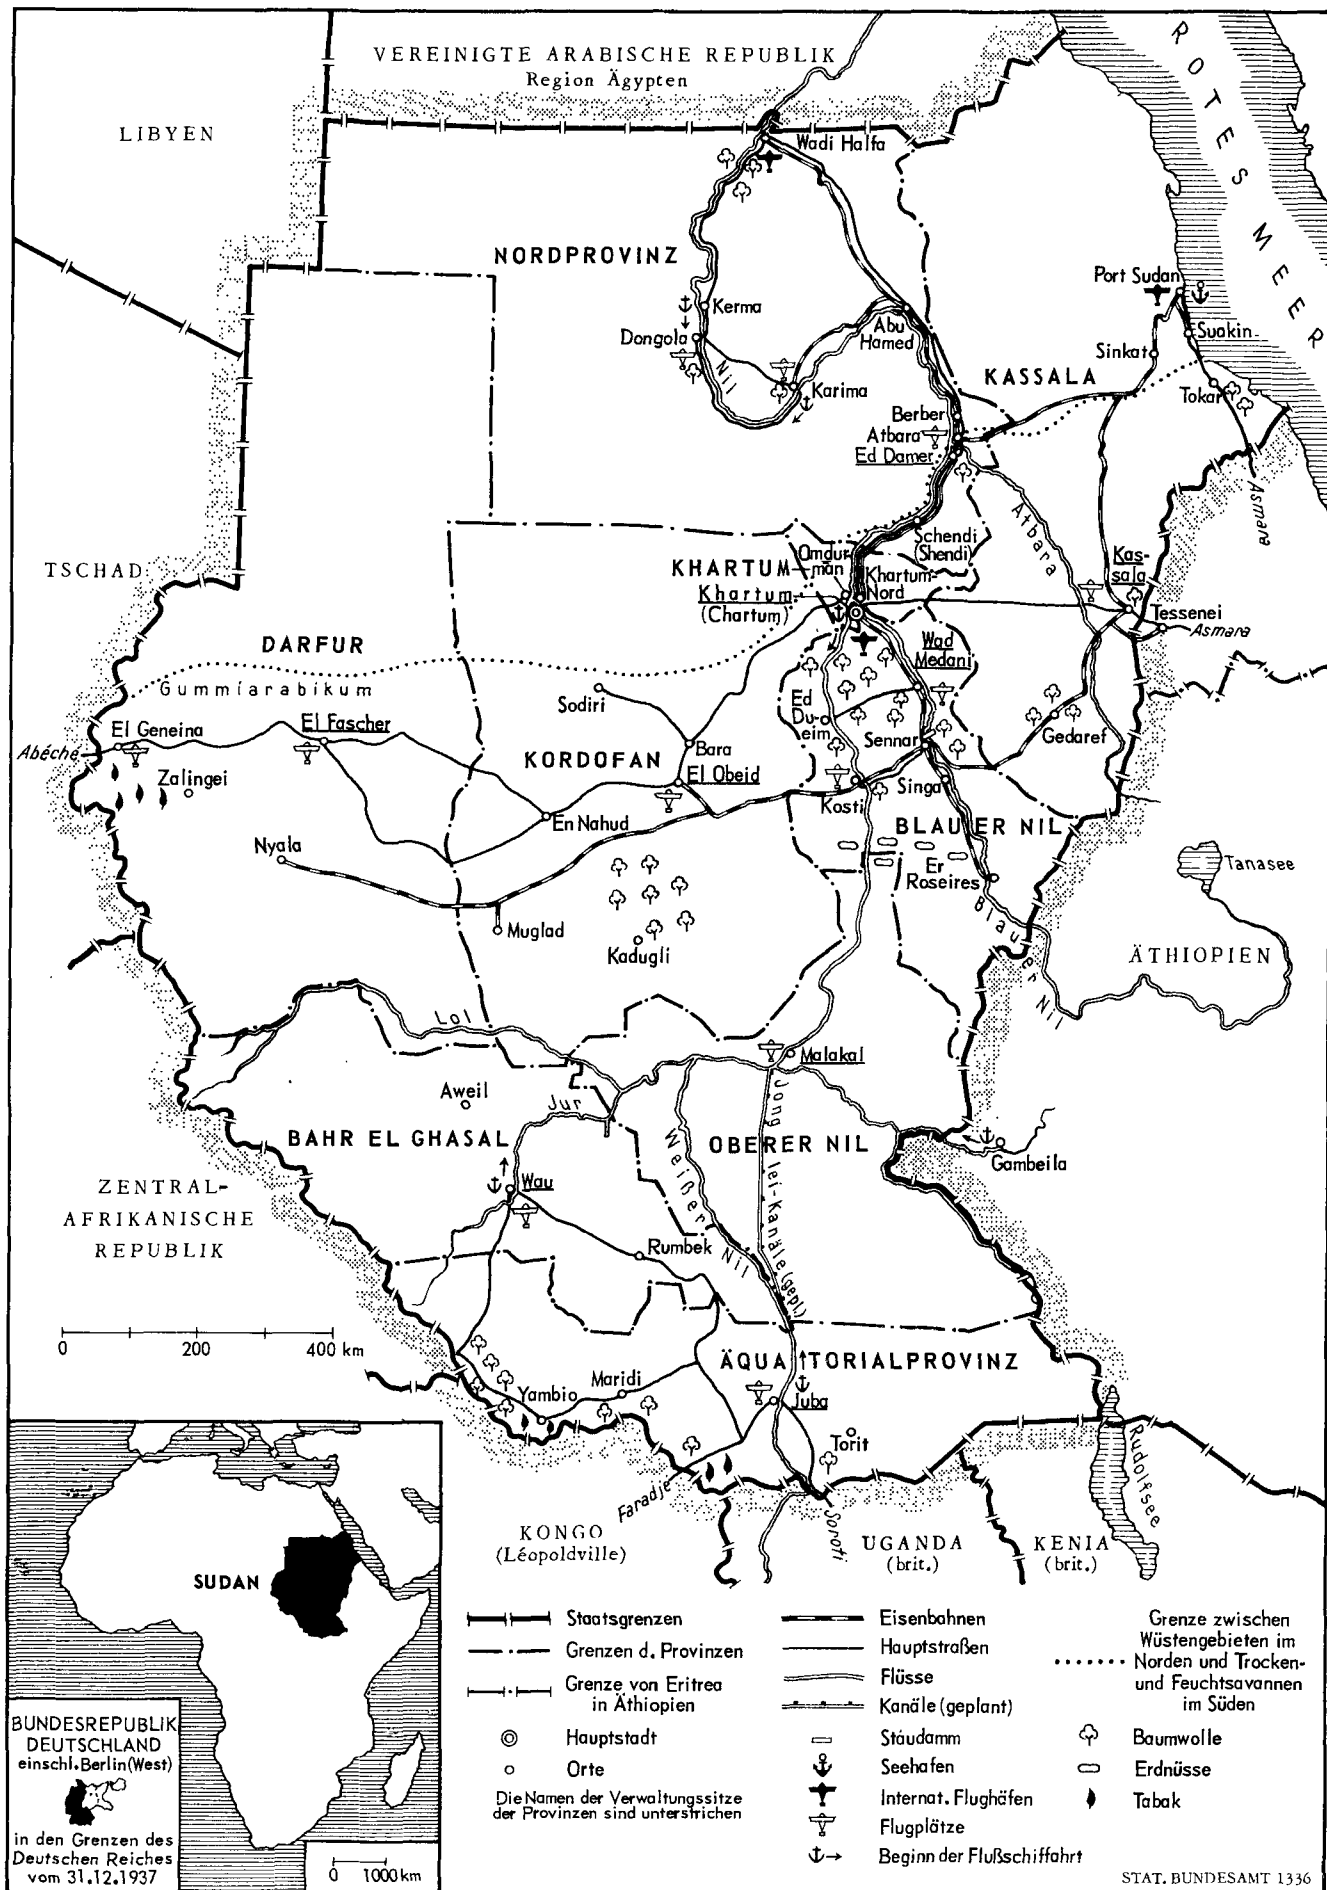 VEREINIGTE ARABISCHE REPUBLIK
Region Ägypten
LIBYEN
ROTES MEER
Wadi Halfa
NORDPROVINZ
Port Sudan
Kerma
Suakin
Dongola
Abu
Hamed
Sinkat
Nil
KASSALA
Karima
Tokar
Berber
Atbara
Ed Damer
Asmara
Atbara
Schendi
(Shendi)
TSCHAD
Omdur-
man
KHARTUM
Kas-
sala
Khartum-
Nord
Khartum
(Chartum)
Tessenei
Asmara
DARFUR
Wad
Medani
Gummiarabikum
Sodiri
Ed
Du-
eim
El Geneina
El Fascher
Abéché
Bara
Sennar
Gedaref
KORDOFAN
Zalingei
El Obeid
Kosti
Singa
En Nahud
BLAUER NIL
Nyala
Er
Roseires
Tanasee
Blauer Nil
Muglad
Kadugli
ÄTHIOPIEN
Lol
Malakal
Aweil
Jur
Jonglei-Kanäle (gepl.)
BAHR EL GHASAL
OBERER NIL
Weißer Nil
Gambeila
Wau
ZENTRAL-
AFRIKANISCHE
REPUBLIK
Rumbek
0 200 400 km
ÄQUATORIALPROVINZ
Yambio
Maridi
Juba
Torit
Rudolfsee
Faradje
Soroti
KONGO
(Léopoldville)
UGANDA
(brit.)
KENIA
(brit.)
SUDAN
BUNDESREPUBLIK
DEUTSCHLAND
einschl. Berlin (West)
in den Grenzen des
Deutschen Reiches
vom 31.12.1937
0 1000 km
Staatsgrenzen
Grenzen d. Provinzen
Grenze von Eritrea
in Äthiopien
Hauptstadt
Orte
Die Namen der Verwaltungssitze
der Provinzen sind unterstrichen
Eisenbahnen
Hauptstraßen
Flüsse
Kanäle (geplant)
Staudamm
Seehafen
Internat. Flughäfen
Flugplätze
Beginn der Flußschiffahrt
Grenze zwischen
Wüstengebieten im
Norden und Trocken-
und Feuchtsavannen
im Süden
Baumwolle
Erdnüsse
Tabak
STAT. BUNDESAMT 1336